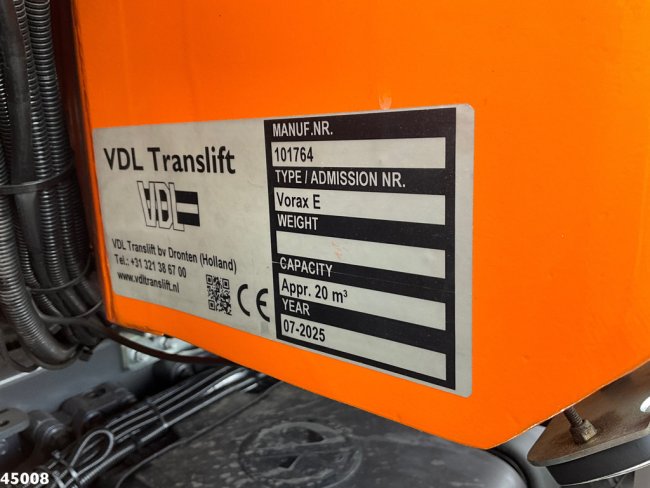 VDL Translift
VDL
VDL Translift bv Dronten (Holland)
Tel.: +31 321 38 67 00
www.vdltranslift.nl
CE
MANUF.NR.
101764
TYPE / ADMISSION NR.
Vorax E
WEIGHT
CAPACITY
Appr. 20 m³
YEAR
07-2025
45008